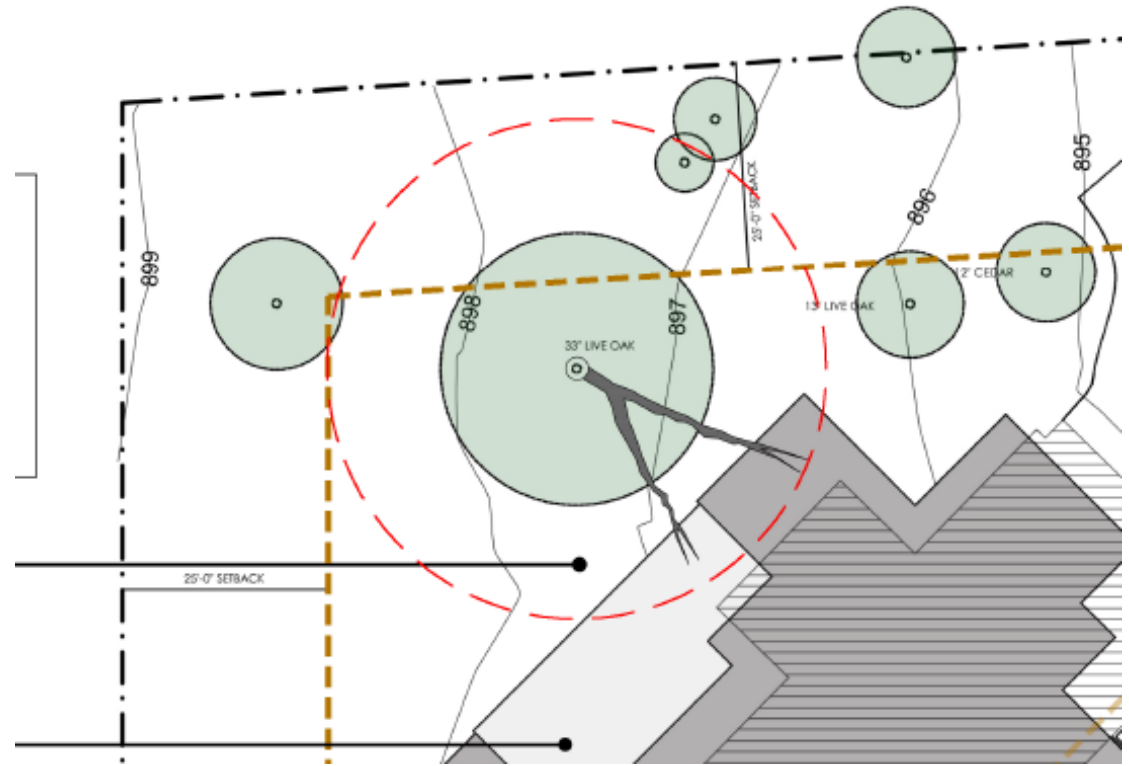 895
25'-0" SETBACK
896
899
12" CEDAR
898
897
13" LIVE OAK
33" LIVE OAK
25'-0" SETBACK